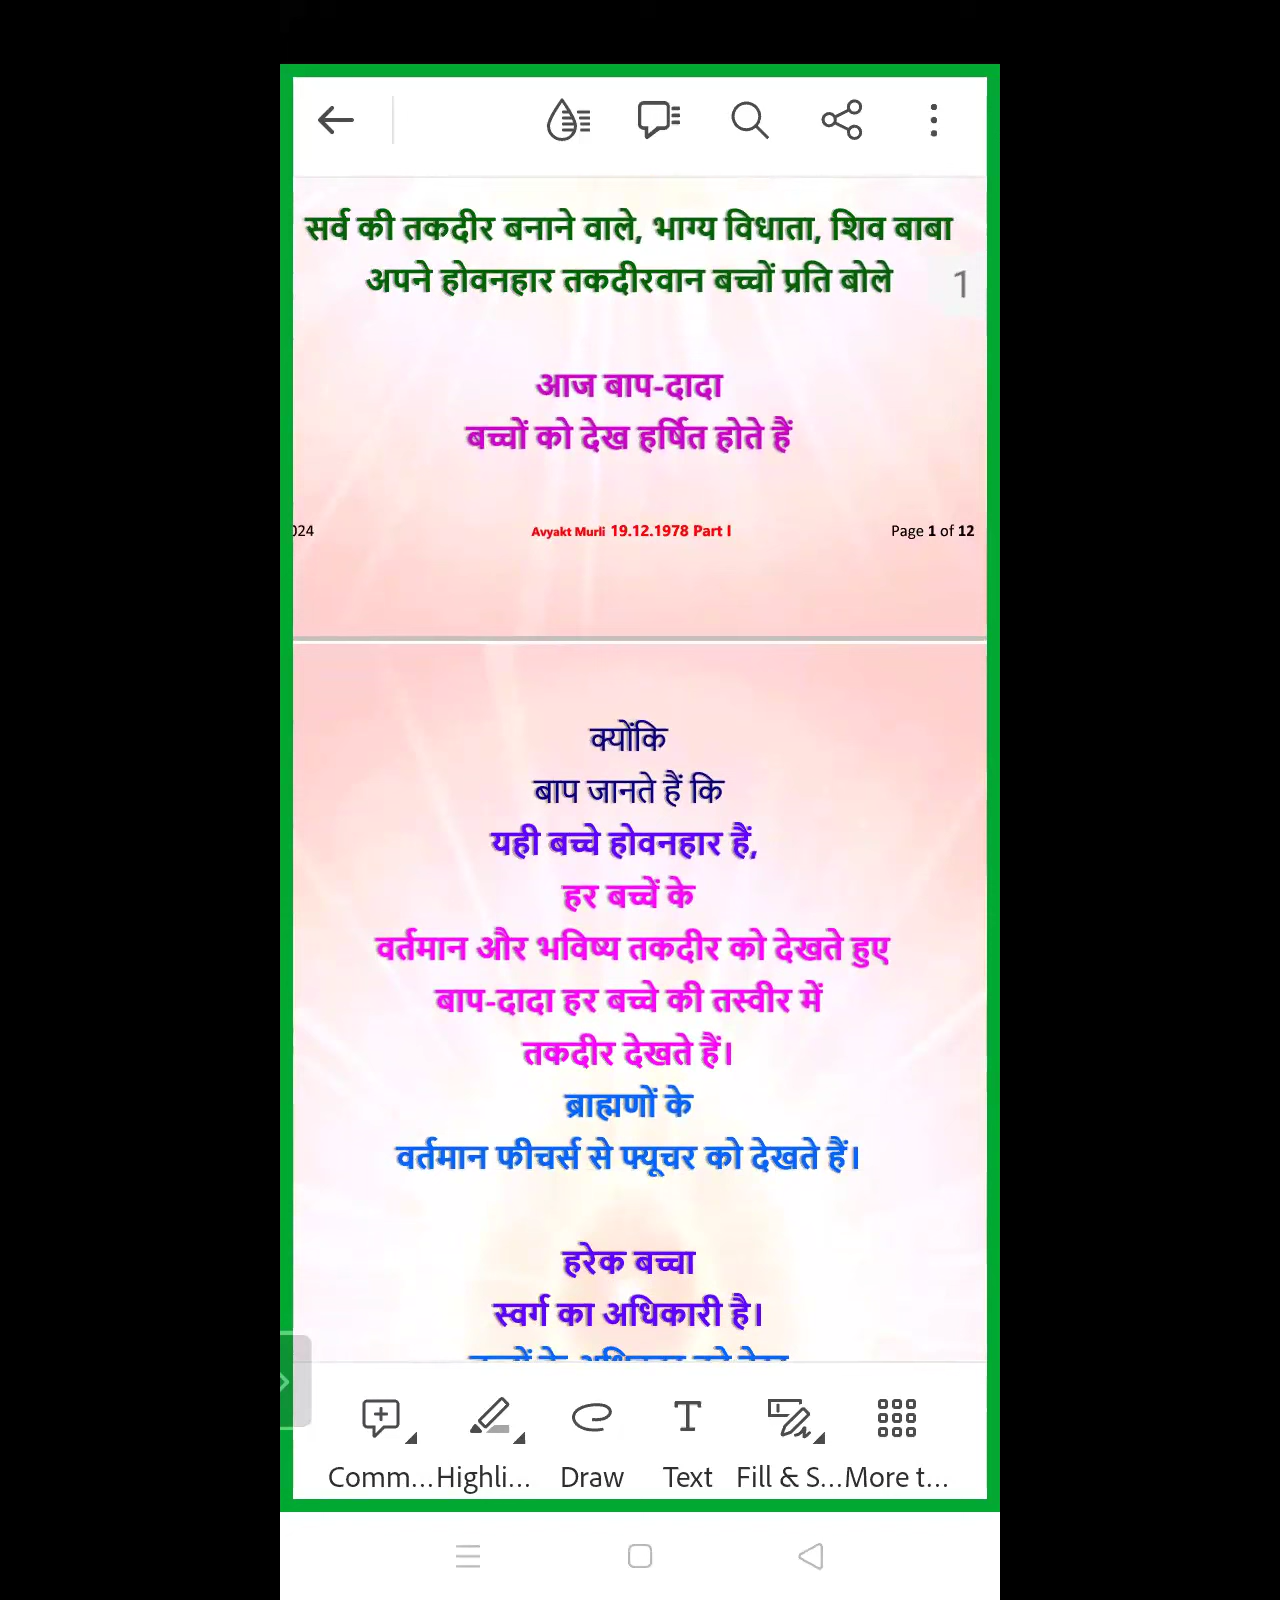 सर्व की तकदीर बनाने वाले, भाग्य विधाता, शिव बाबा
अपने होवनहार तकदीरवान बच्चों प्रति बोले
1
आज बाप-दादा
बच्चों को देख हर्षित होते हैं
024 Avyakt Murli 19.12.1978 Part I Page 1 of 12
क्योंकि
बाप जानते हैं कि
यही बच्चे होवनहार हैं,
हर बच्चें के
वर्तमान और भविष्य तकदीर को देखते हुए
बाप-दादा हर बच्चे की तस्वीर में
तकदीर देखते हैं।
ब्राह्मणों के
वर्तमान फीचर्स से फ्यूचर को देखते हैं।
हरेक बच्चा
स्वर्ग का अधिकारी है।
Comm... Highli... Draw Text Fill & S... More t...